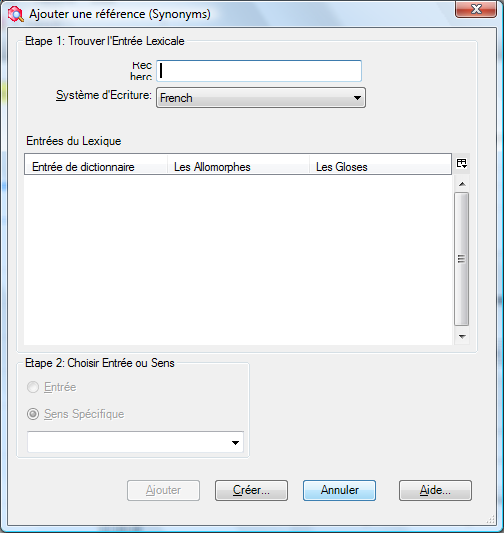 Ajouter une référence (Synonyms)
Etape 1: Trouver l'Entrée Lexicale
Rec
herc
Système d'Ecriture: French
Entrées du Lexique
Entrée de dictionnaire Les Allomorphes Les Gloses
Etape 2: Choisir Entrée ou Sens
Entrée
Sens Spécifique
Ajouter Créer... Annuler Aide...